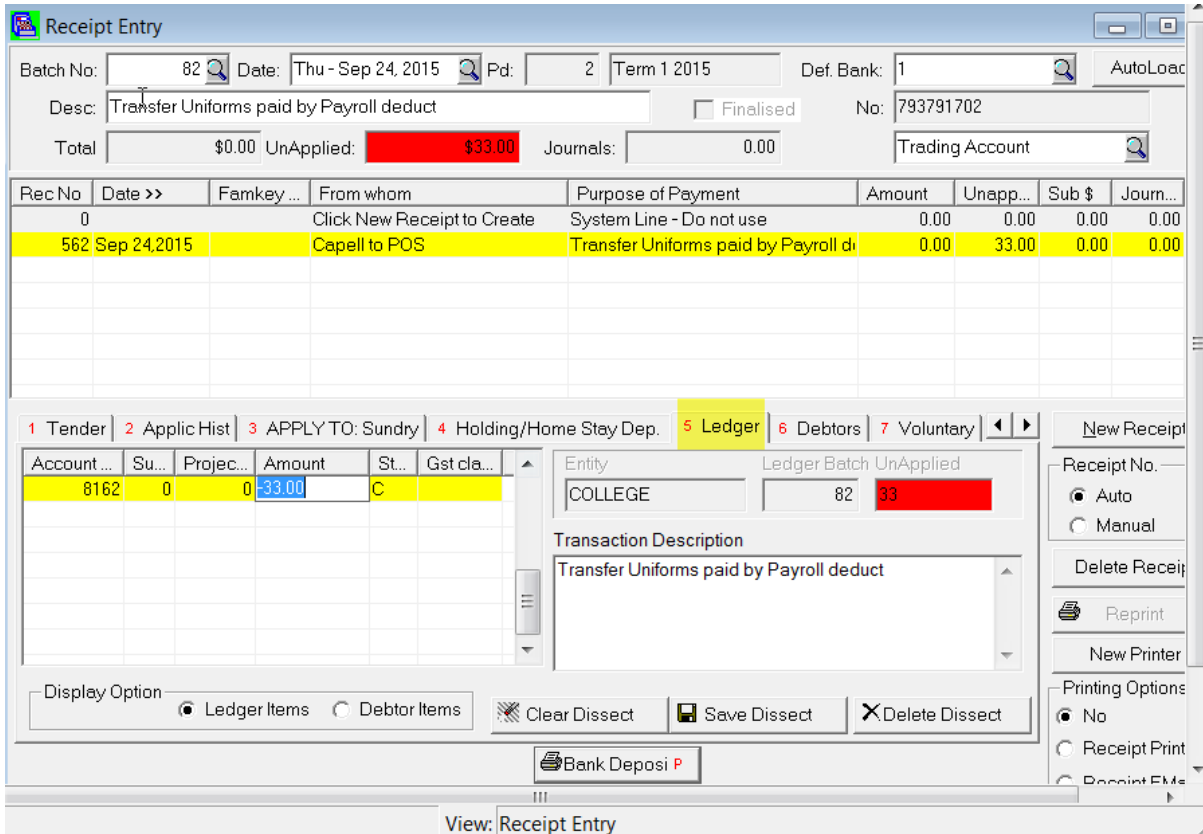 Receipt Entry
Batch No: 82 Date: Thu - Sep 24, 2015 Pd: 2 Term 1 2015 Def. Bank: 1 AutoLoad
Desc: Transfer Uniforms paid by Payroll deduct Finalised No: 793791702
Total $0.00 UnApplied: $33.00 Journals: 0.00 Trading Account
Rec No Date >> Famkey ... From whom Purpose of Payment Amount Unapp... Sub $ Journ...
0 Click New Receipt to Create System Line - Do not use 0.00 0.00 0.00 0.00
562 Sep 24,2015 Capell to POS Transfer Uniforms paid by Payroll d 0.00 33.00 0.00 0.00
1 Tender 2 Applic Hist 3 APPLY TO: Sundry 4 Holding/Home Stay Dep. 5 Ledger 6 Debtors 7 Voluntary New Receipt
Account ... Su... Projec... Amount St... Gst cla... Entity Ledger Batch UnApplied Receipt No.
8162 0 0 -33.00 C COLLEGE 82 33 Auto
Manual
Transaction Description
Transfer Uniforms paid by Payroll deduct Delete Receip
Reprint
New Printer
Display Option Printing Options
Ledger Items Debtor Items Clear Dissect Save Dissect Delete Dissect No
Receipt Print
Bank Deposi P
Receipt EMa
View: Receipt Entry